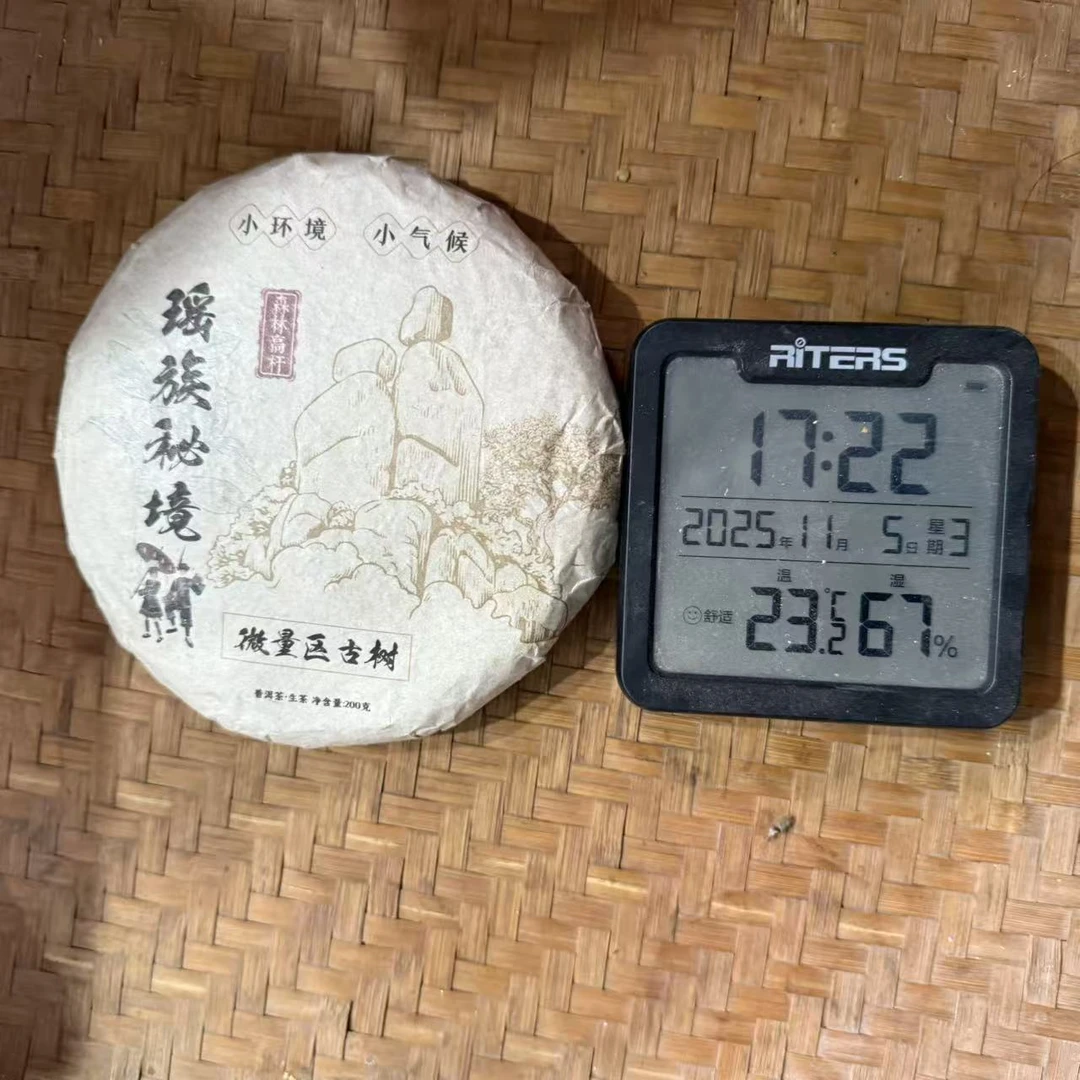 小环境 小气候
瑶族秘境
森林高杆
微量区古树
普洱茶·生茶 净含量:200克
RITERS
17:22
2025年11月 5日 星期3
温 湿
舒适 23.2℃ 67%